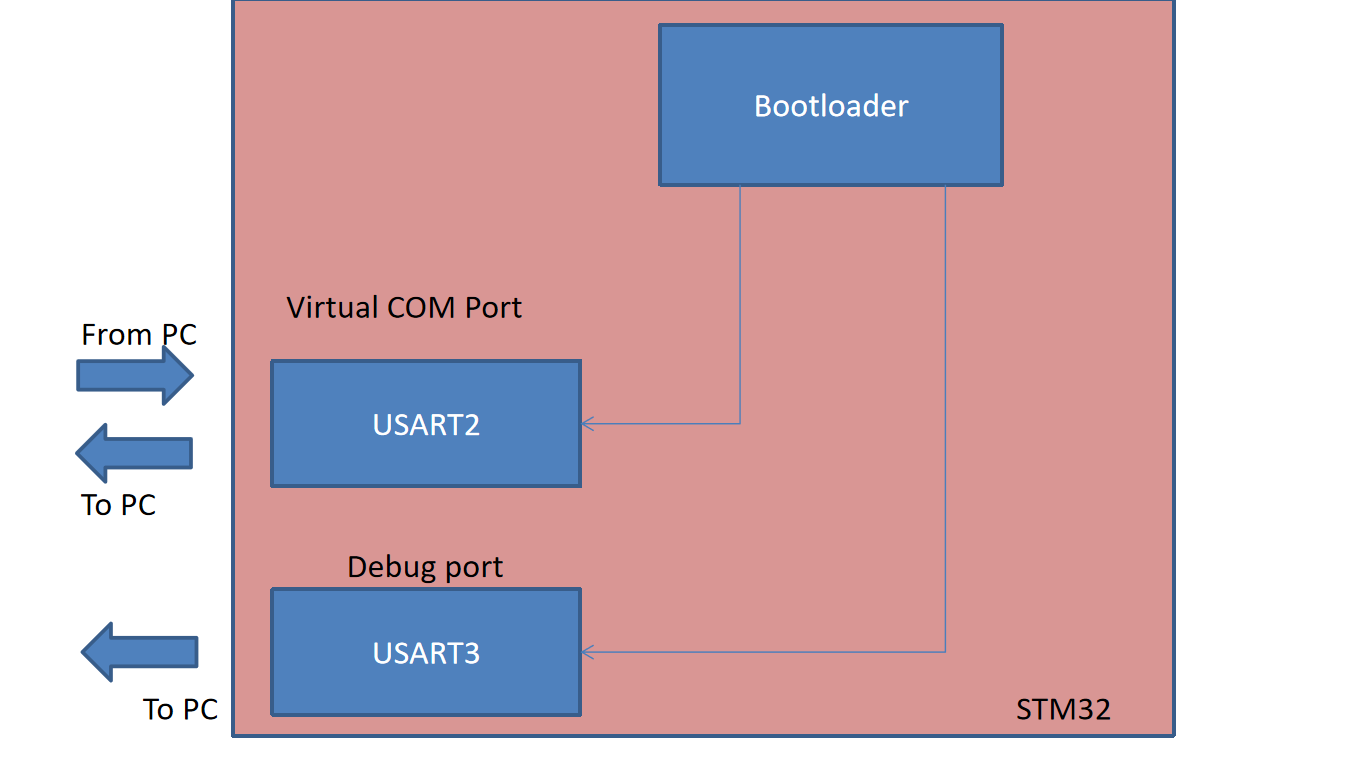 Bootloader
Virtual COM Port
From PC
USART2
To PC
Debug port
USART3
To PC
STM32